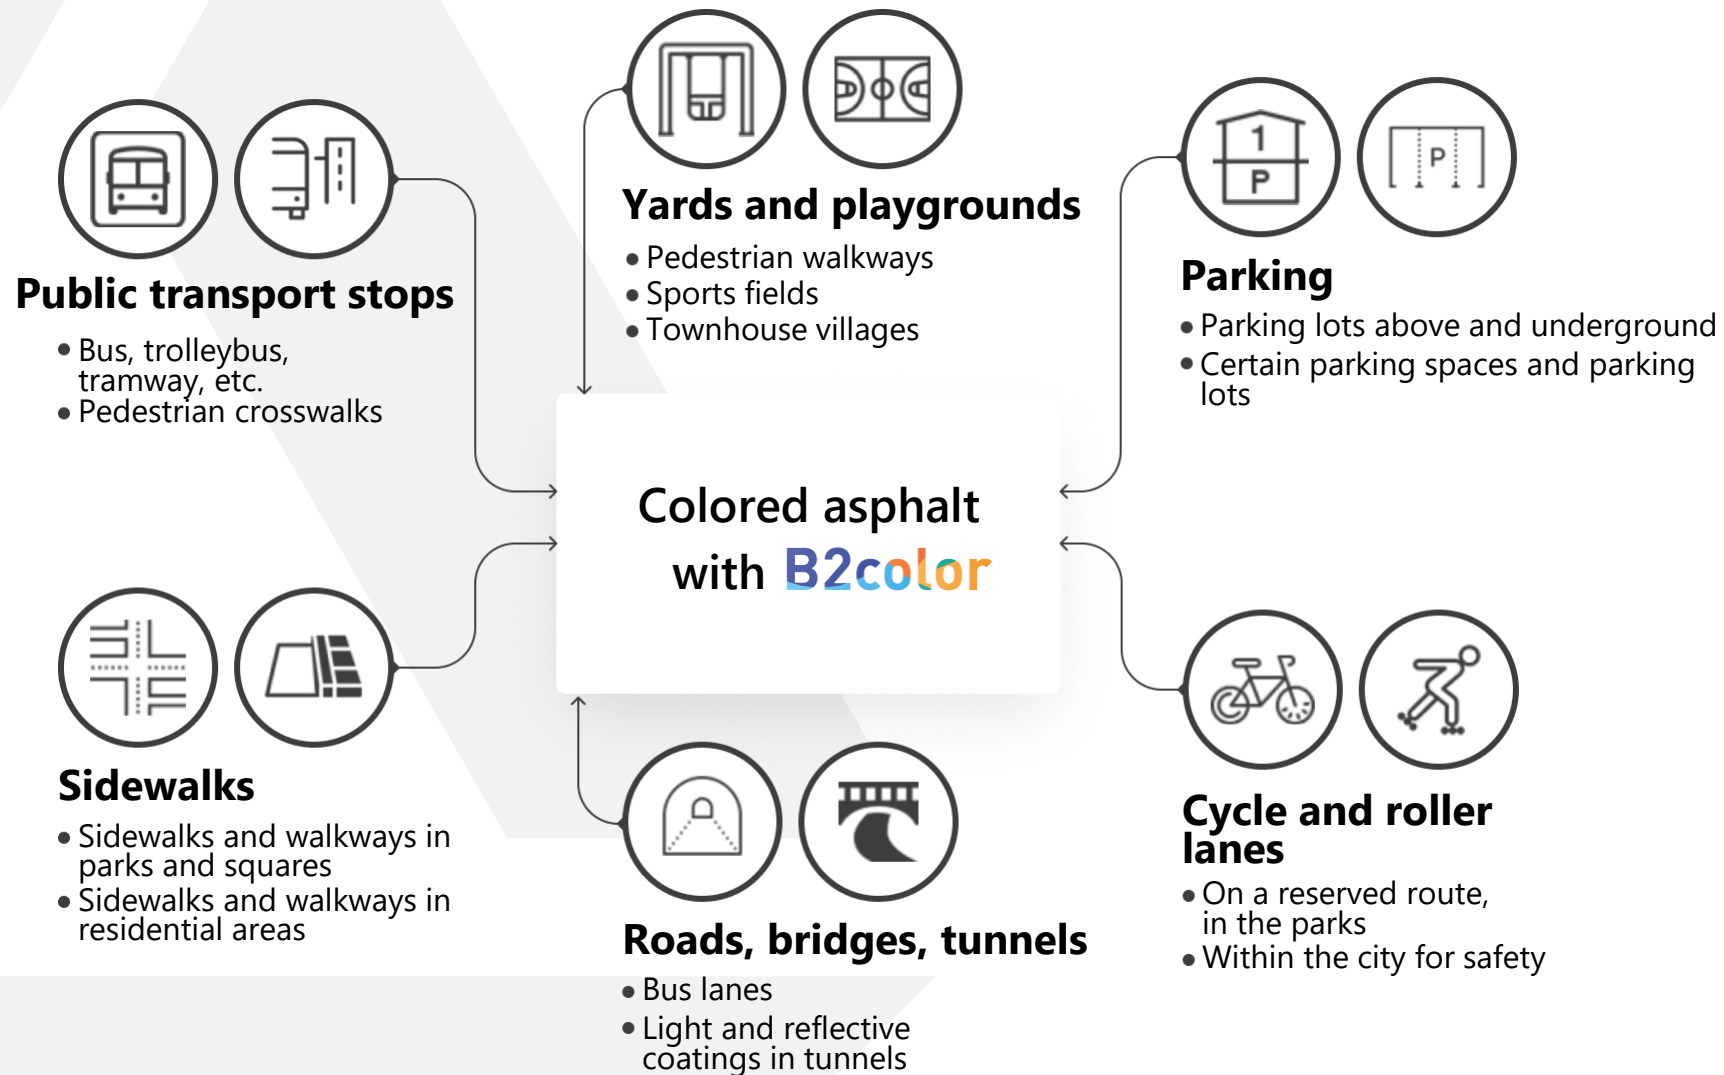 Public transport stops
• Bus, trolleybus,
tramway, etc.
• Pedestrian crosswalks
Yards and playgrounds
• Pedestrian walkways
• Sports fields
• Townhouse villages
1
P
P
Parking
• Parking lots above and underground
• Certain parking spaces and parking
lots
Colored asphalt
with B2color
Sidewalks
• Sidewalks and walkways in
parks and squares
• Sidewalks and walkways in
residential areas
Roads, bridges, tunnels
• Bus lanes
• Light and reflective
coatings in tunnels
Cycle and roller
lanes
• On a reserved route,
in the parks
• Within the city for safety